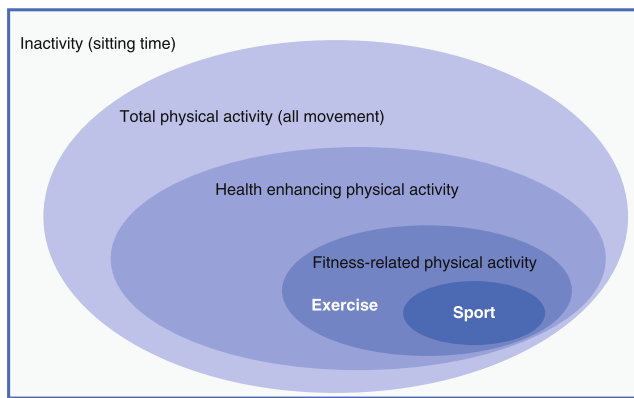 Inactivity (sitting time)
Total physical activity (all movement)
Health enhancing physical activity
Fitness-related physical activity
Exercise
Sport